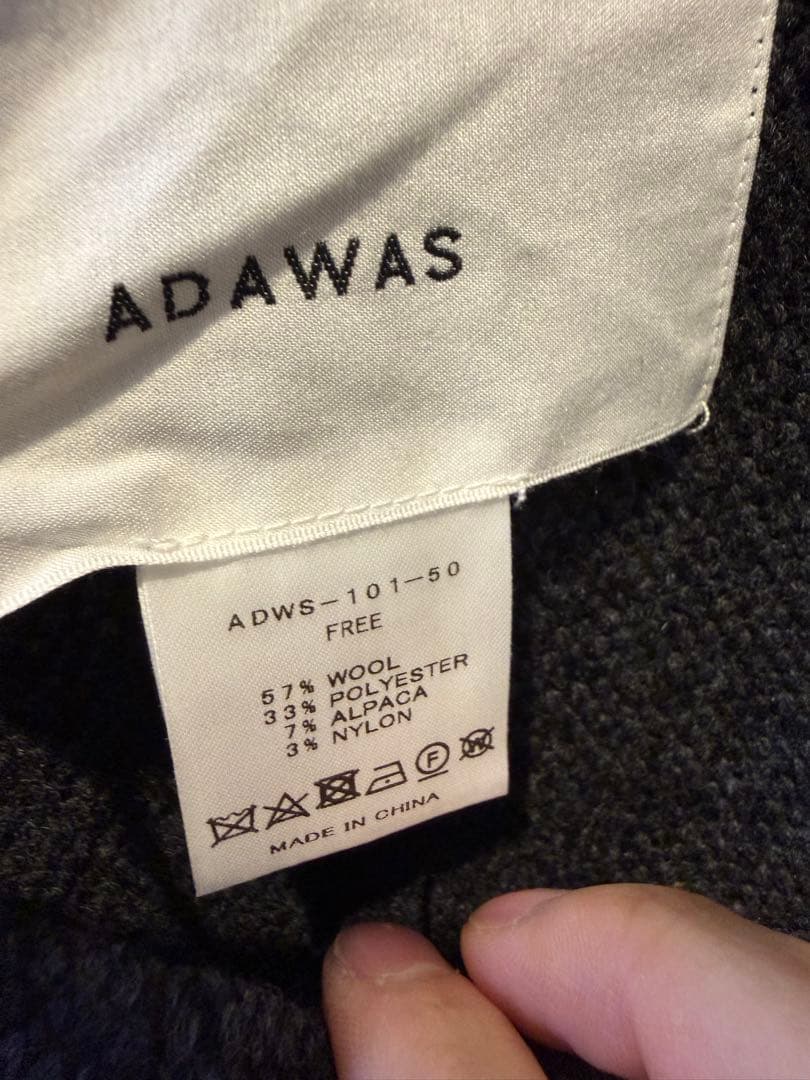 ADAWAS
ADWS-101-50
FREE
57% WOOL
33% POLYESTER
7% ALPACA
3% NYLON
F W
MADE IN CHINA